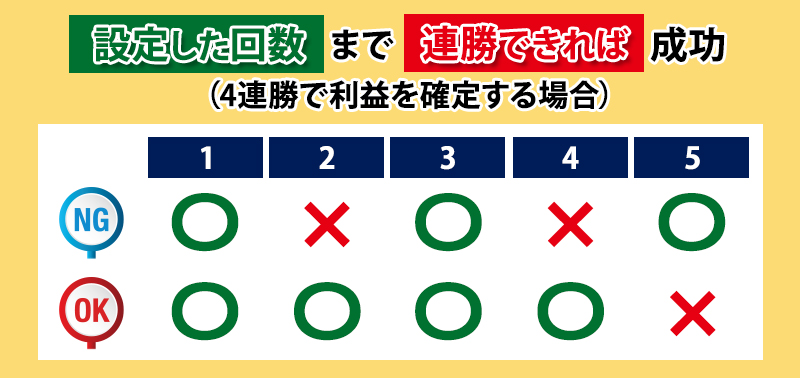 設定した回数 まで 連勝できれば 成功
（4連勝で利益を確定する場合）
1 2 3 4 5
NG ○ × ○ × ○
OK ○ ○ ○ ○ ×